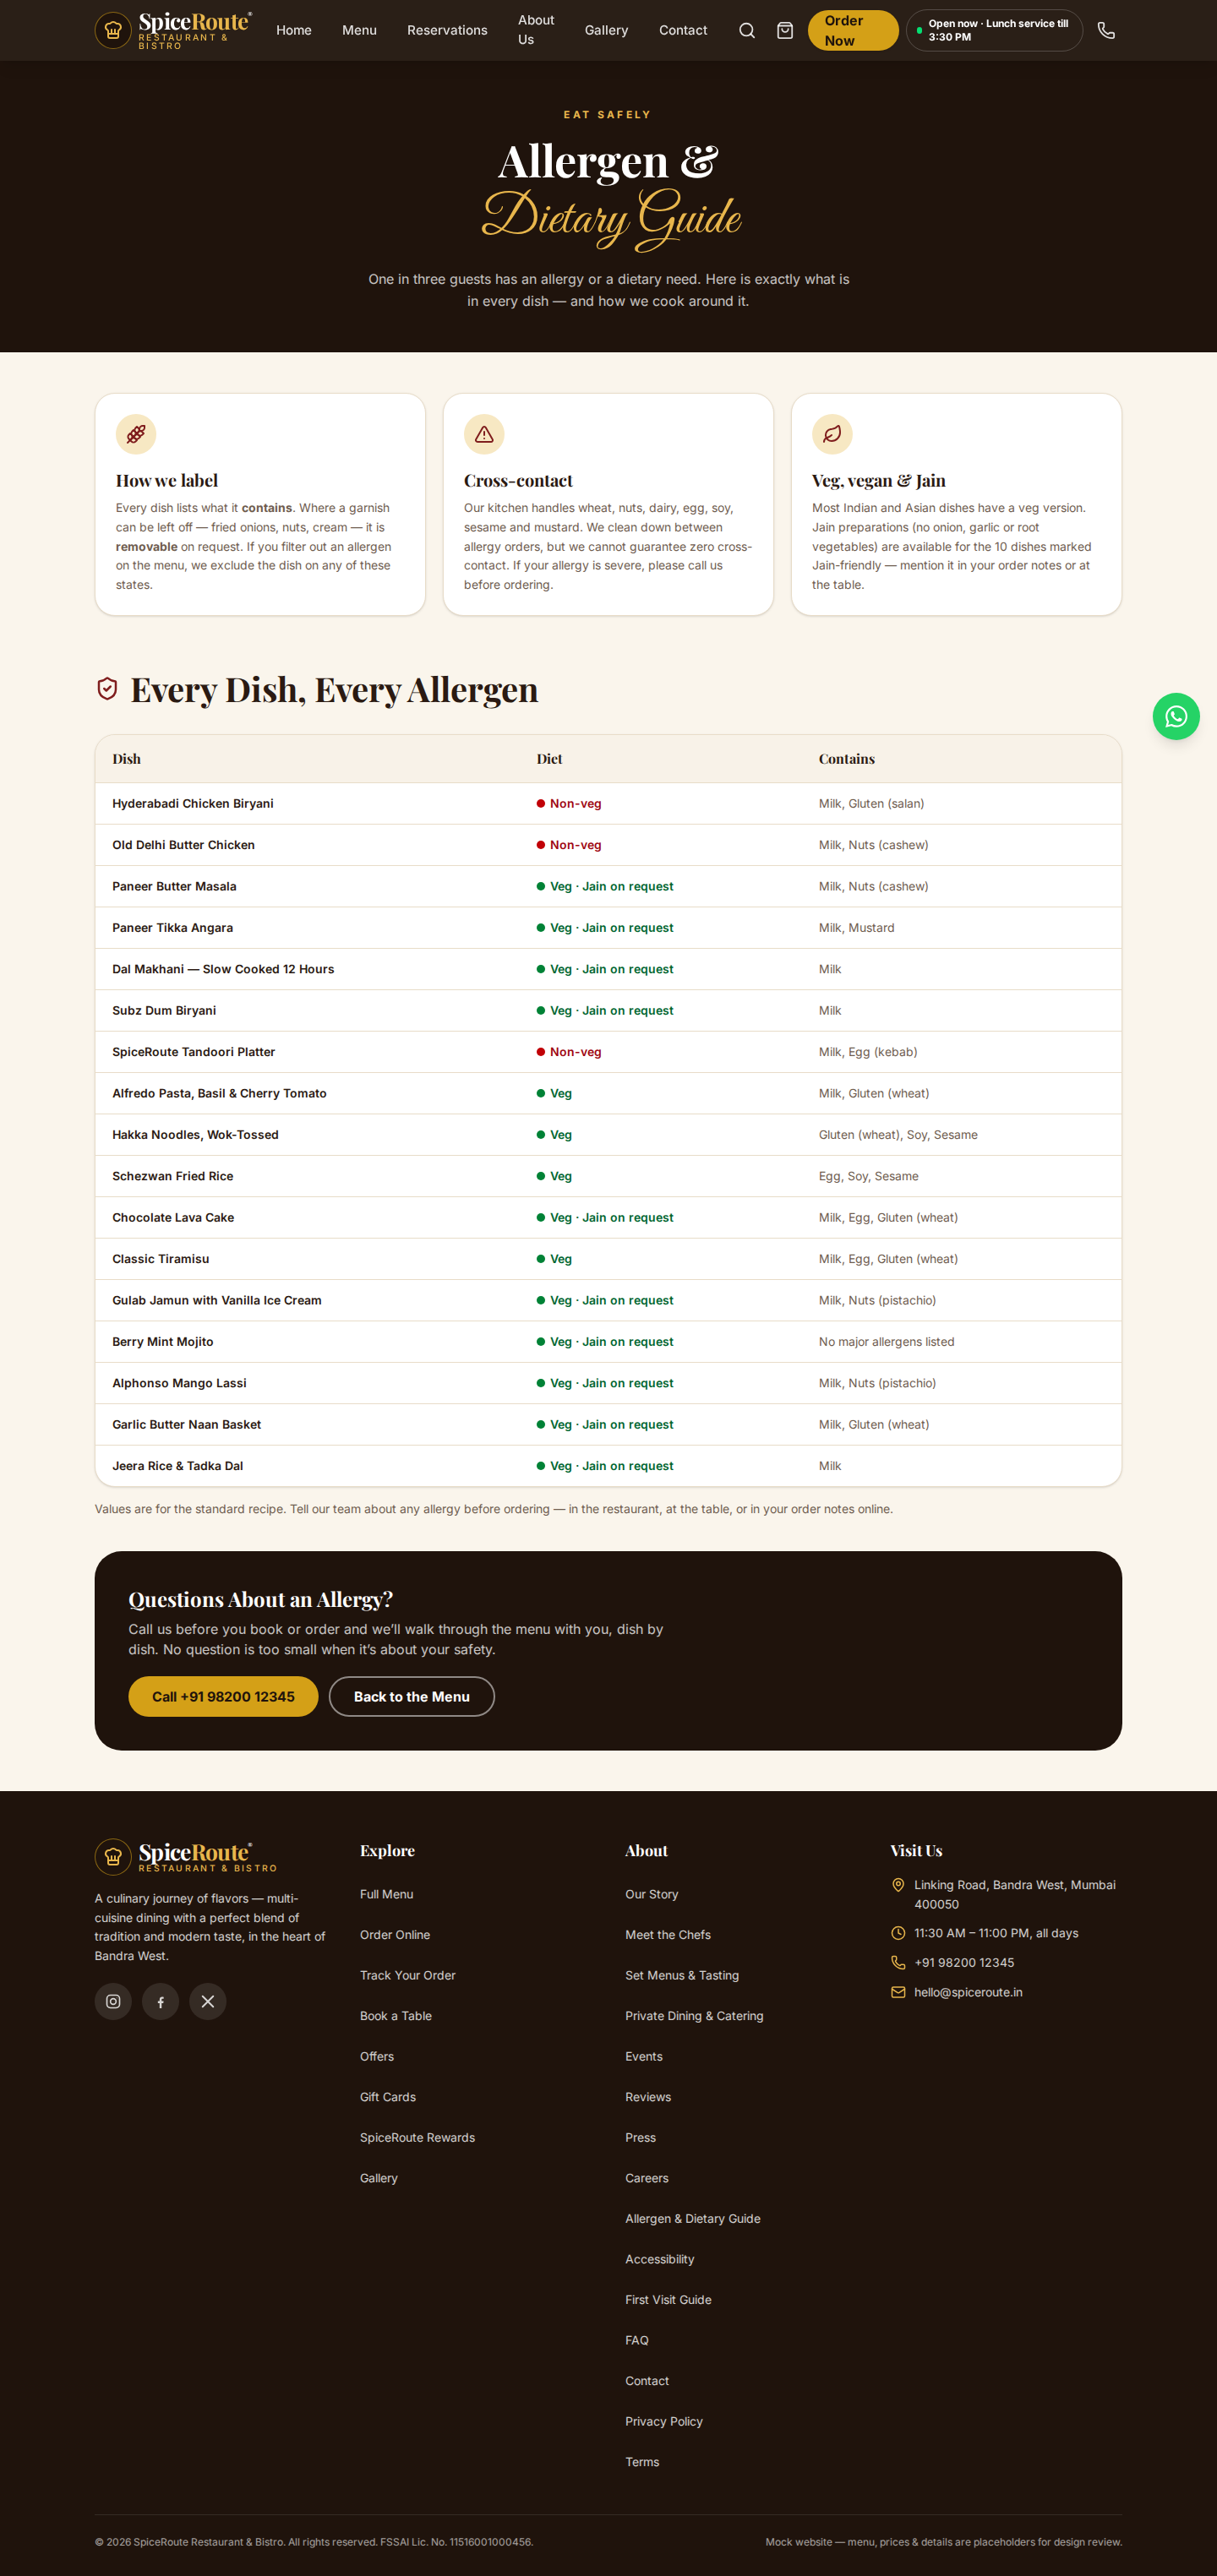 SpiceRoute®
RESTAURANT &
BISTRO
Home
Menu
Reservations
About
Us
Gallery
Contact
Order
Now
Open now · Lunch service till
3:30 PM
EAT SAFELY
Allergen &
Dietary Guide
One in three guests has an allergy or a dietary need. Here is exactly what is
in every dish — and how we cook around it.
How we label
Every dish lists what it contains. Where a garnish
can be left off — fried onions, nuts, cream — it is
removable on request. If you filter out an allergen
on the menu, we exclude the dish on any of these
states.
Cross-contact
Our kitchen handles wheat, nuts, dairy, egg, soy,
sesame and mustard. We clean down between
allergy orders, but we cannot guarantee zero cross-
contact. If your allergy is severe, please call us
before ordering.
Veg, vegan & Jain
Most Indian and Asian dishes have a veg version.
Jain preparations (no onion, garlic or root
vegetables) are available for the 10 dishes marked
Jain-friendly — mention it in your order notes or at
the table.
Every Dish, Every Allergen
Dish Diet Contains
Hyderabadi Chicken Biryani Non-veg Milk, Gluten (salan)
Old Delhi Butter Chicken Non-veg Milk, Nuts (cashew)
Paneer Butter Masala Veg · Jain on request Milk, Nuts (cashew)
Paneer Tikka Angara Veg · Jain on request Milk, Mustard
Dal Makhani — Slow Cooked 12 Hours Veg · Jain on request Milk
Subz Dum Biryani Veg · Jain on request Milk
SpiceRoute Tandoori Platter Non-veg Milk, Egg (kebab)
Alfredo Pasta, Basil & Cherry Tomato Veg Milk, Gluten (wheat)
Hakka Noodles, Wok-Tossed Veg Gluten (wheat), Soy, Sesame
Schezwan Fried Rice Veg Egg, Soy, Sesame
Chocolate Lava Cake Veg · Jain on request Milk, Egg, Gluten (wheat)
Classic Tiramisu Veg Milk, Egg, Gluten (wheat)
Gulab Jamun with Vanilla Ice Cream Veg · Jain on request Milk, Nuts (pistachio)
Berry Mint Mojito Veg · Jain on request No major allergens listed
Alphonso Mango Lassi Veg · Jain on request Milk, Nuts (pistachio)
Garlic Butter Naan Basket Veg · Jain on request Milk, Gluten (wheat)
Jeera Rice & Tadka Dal Veg · Jain on request Milk
Values are for the standard recipe. Tell our team about any allergy before ordering — in the restaurant, at the table, or in your order notes online.
Questions About an Allergy?
Call us before you book or order and we’ll walk through the menu with you, dish by
dish. No question is too small when it’s about your safety.
Call +91 98200 12345
Back to the Menu
SpiceRoute®
RESTAURANT & BISTRO
A culinary journey of flavors — multi-
cuisine dining with a perfect blend of
tradition and modern taste, in the heart of
Bandra West.
Explore
Full Menu
Order Online
Track Your Order
Book a Table
Offers
Gift Cards
SpiceRoute Rewards
Gallery
About
Our Story
Meet the Chefs
Set Menus & Tasting
Private Dining & Catering
Events
Reviews
Press
Careers
Allergen & Dietary Guide
Accessibility
First Visit Guide
FAQ
Contact
Privacy Policy
Terms
Visit Us
Linking Road, Bandra West, Mumbai
400050
11:30 AM – 11:00 PM, all days
+91 98200 12345
hello@spiceroute.in
© 2026 SpiceRoute Restaurant & Bistro. All rights reserved. FSSAI Lic. No. 11516001000456.
Mock website — menu, prices & details are placeholders for design review.